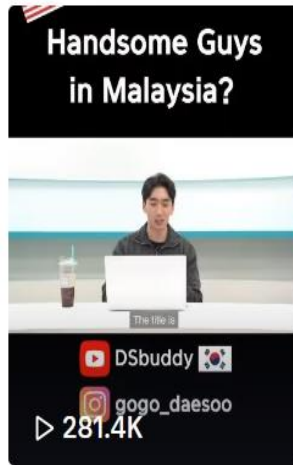 Handsome Guys
in Malaysia?
The title is
DSbuddy
gogo_daesoo
281.4K